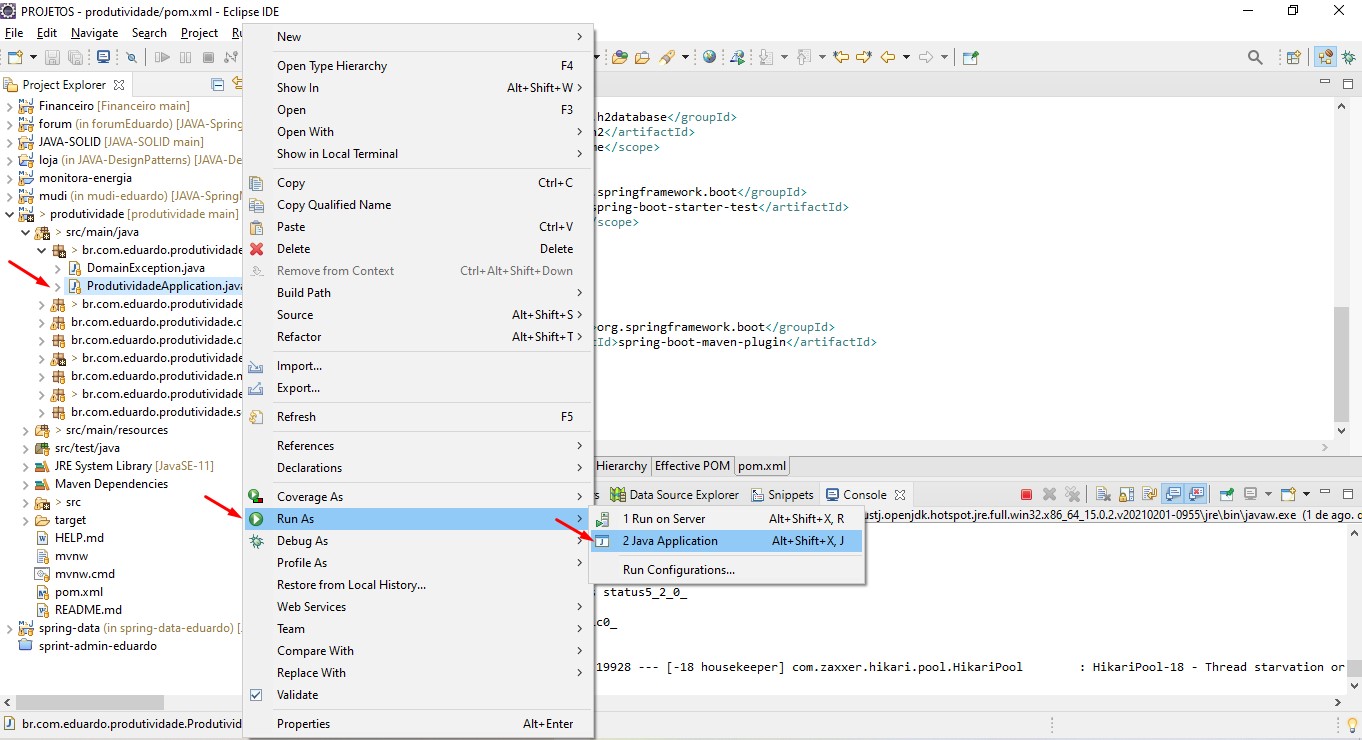 PROJETOS - produtividade/pom.xml - Eclipse IDE
File Edit Navigate Search Project
Project Explorer
Financeiro [Financeiro main]
forum (in forumEduardo) [JAVA-Spring
JAVA-SOLID [JAVA-SOLID main]
loja (in JAVA-DesignPatterns) [JAVA-De
monitora-energia
mudi (in mudi-eduardo) [JAVA-Spring
> produtividade [produtividade main]
> src/main/java
> br.com.eduardo.produtividade
DomainException.java
ProdutividadeApplication.java
> br.com.eduardo.produtividade
br.com.eduardo.produtividade.c
br.com.eduardo.produtividade.c
> br.com.eduardo.produtividade
br.com.eduardo.produtividade.n
> br.com.eduardo.produtividade
br.com.eduardo.produtividade.s
> src/main/resources
src/test/java
JRE System Library [JavaSE-11]
Maven Dependencies
> src
target
HELP.md
mvnw
mvnw.cmd
pom.xml
README.md
spring-data (in spring-data-eduardo) [
sprint-admin-eduardo
br.com.eduardo.produtividade.Produtivid
New
Open Type Hierarchy F4
Show In Alt+Shift+W
Open F3
Open With
Show in Local Terminal
Copy Ctrl+C
Copy Qualified Name
Paste Ctrl+V
Delete Delete
Remove from Context Ctrl+Alt+Shift+Down
Build Path
Source Alt+Shift+S
Refactor Alt+Shift+T
Import...
Export...
Refresh F5
References
Declarations
Coverage As
Run As
Debug As
Profile As
Restore from Local History...
Web Services
Team
Compare With
Replace With
Validate
Properties Alt+Enter
1 Run on Server Alt+Shift+X, R
2 Java Application Alt+Shift+X, J
Run Configurations...
h2database</groupId>
h2</artifactId>
me</scope>
springframework.boot</groupId>
spring-boot-starter-test</artifactId>
</scope>
org.springframework.boot</groupId>
tId>spring-boot-maven-plugin</artifactId>
Hierarchy Effective POM pom.xml
s Data Source Explorer Snippets Console
ustj.openjdk.hotspot.jre.full.win32.x86_64_15.0.2.v20210201-0955\jre\bin\javaw.exe (1 de ago. d
s status5_2_0_
c0_
19928 --- [-18 housekeeper] com.zaxxer.hikari.pool.HikariPool : HikariPool-18 - Thread starvation or